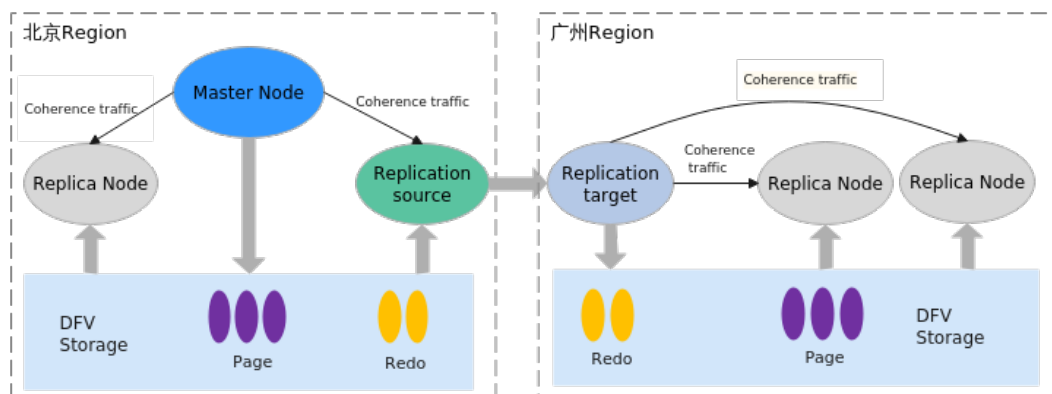 北京Region
Master Node
Coherence traffic
Coherence traffic
Replica Node
Replication
source
DFV
Storage
Page
Redo
广州Region
Coherence traffic
Coherence
traffic
Replication
target
Replica Node
Replica Node
Redo
Page
DFV
Storage